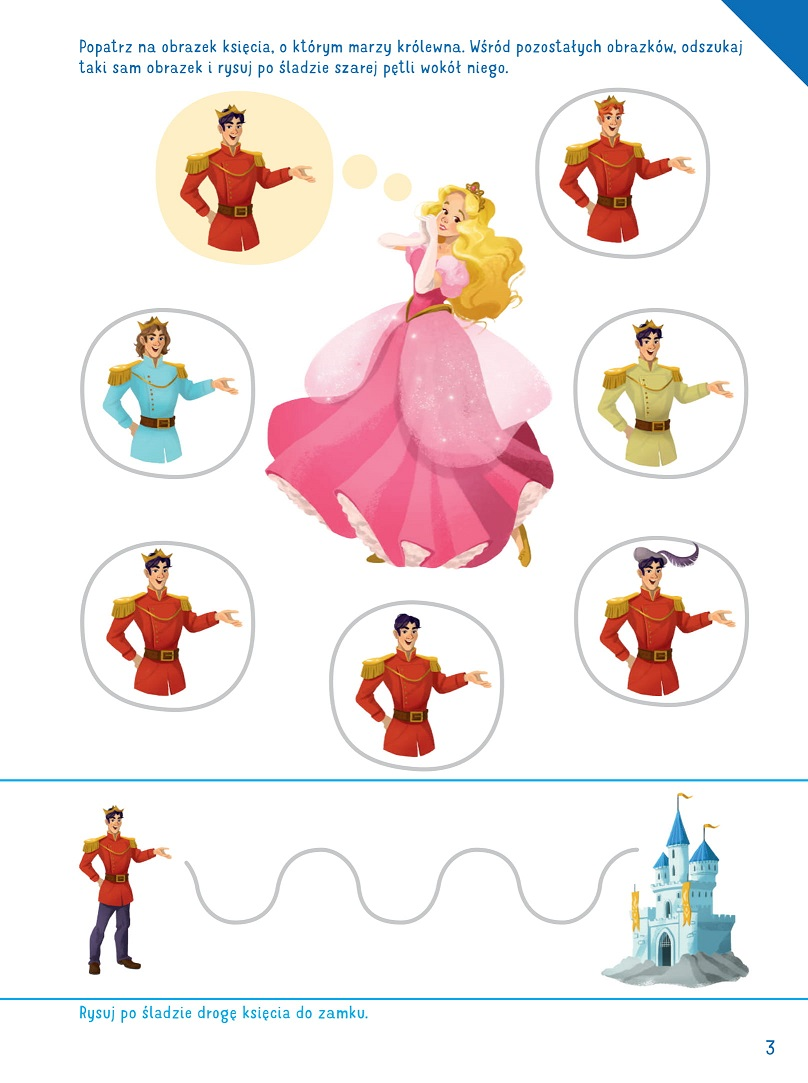 Popatrz na obrazek księcia, o którym marzy królewna. Wśród pozostałych obrazków, odszukaj
taki sam obrazek i rysuj po śladzie szarej pętli wokół niego.
Rysuj po śladzie drogę księcia do zamku.
3